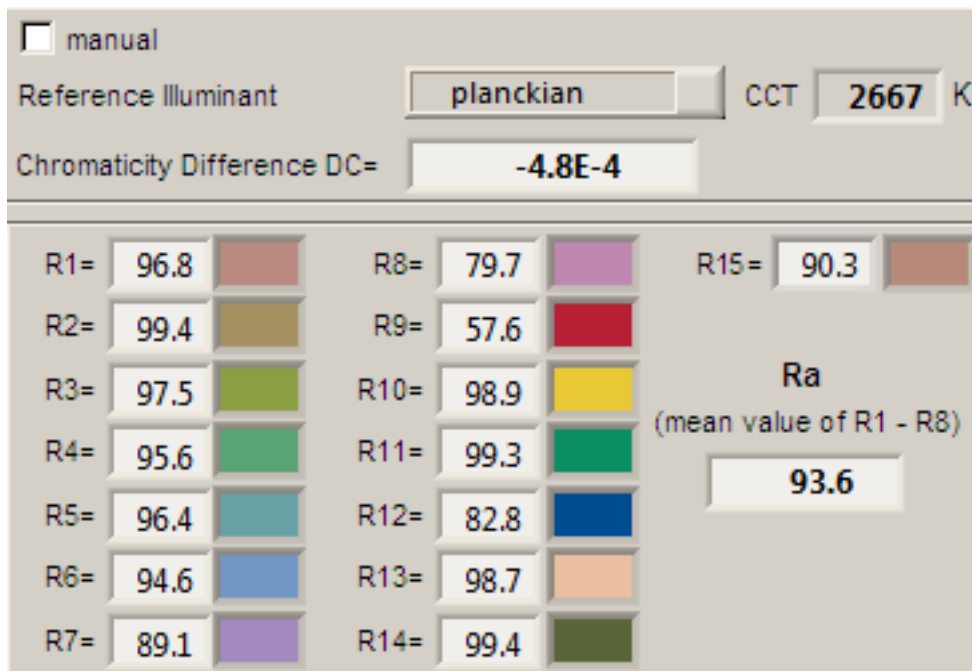 manual
Reference Illuminant planckian CCT 2667 K
Chromaticity Difference DC= -4.8E-4
R1= 96.8 R8= 79.7 R15= 90.3
R2= 99.4 R9= 57.6
R3= 97.5 R10= 98.9 Ra
(mean value of R1 - R8)
R4= 95.6 R11= 99.3
93.6
R5= 96.4 R12= 82.8
R6= 94.6 R13= 98.7
R7= 89.1 R14= 99.4